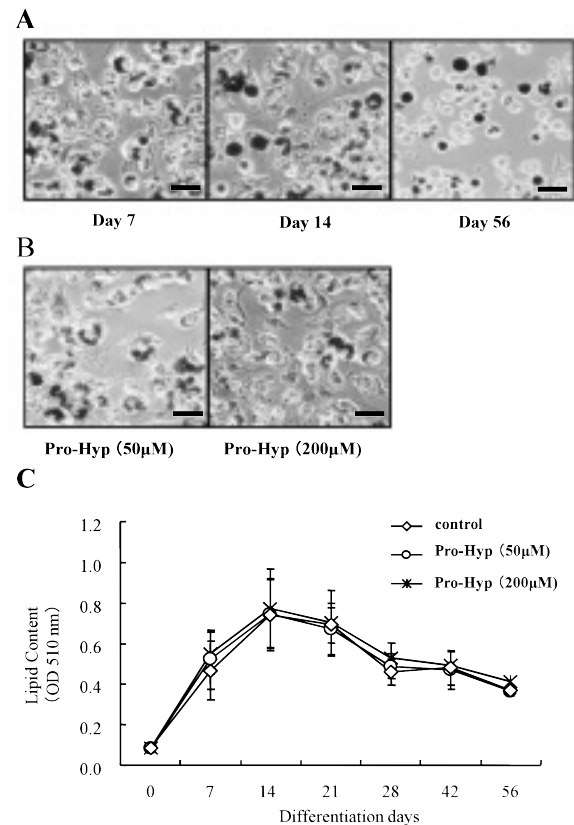 A
Day 7 Day 14 Day 56
B
Pro-Hyp (50μM) Pro-Hyp (200μM)
C
1.2
1.0
0.8
0.6
0.4
0.2
0.0
Lipid Content
(OD 510 nm)
control
Pro-Hyp (50μM)
Pro-Hyp (200μM)
0 7 14 21 28 42 56
Differentiation days